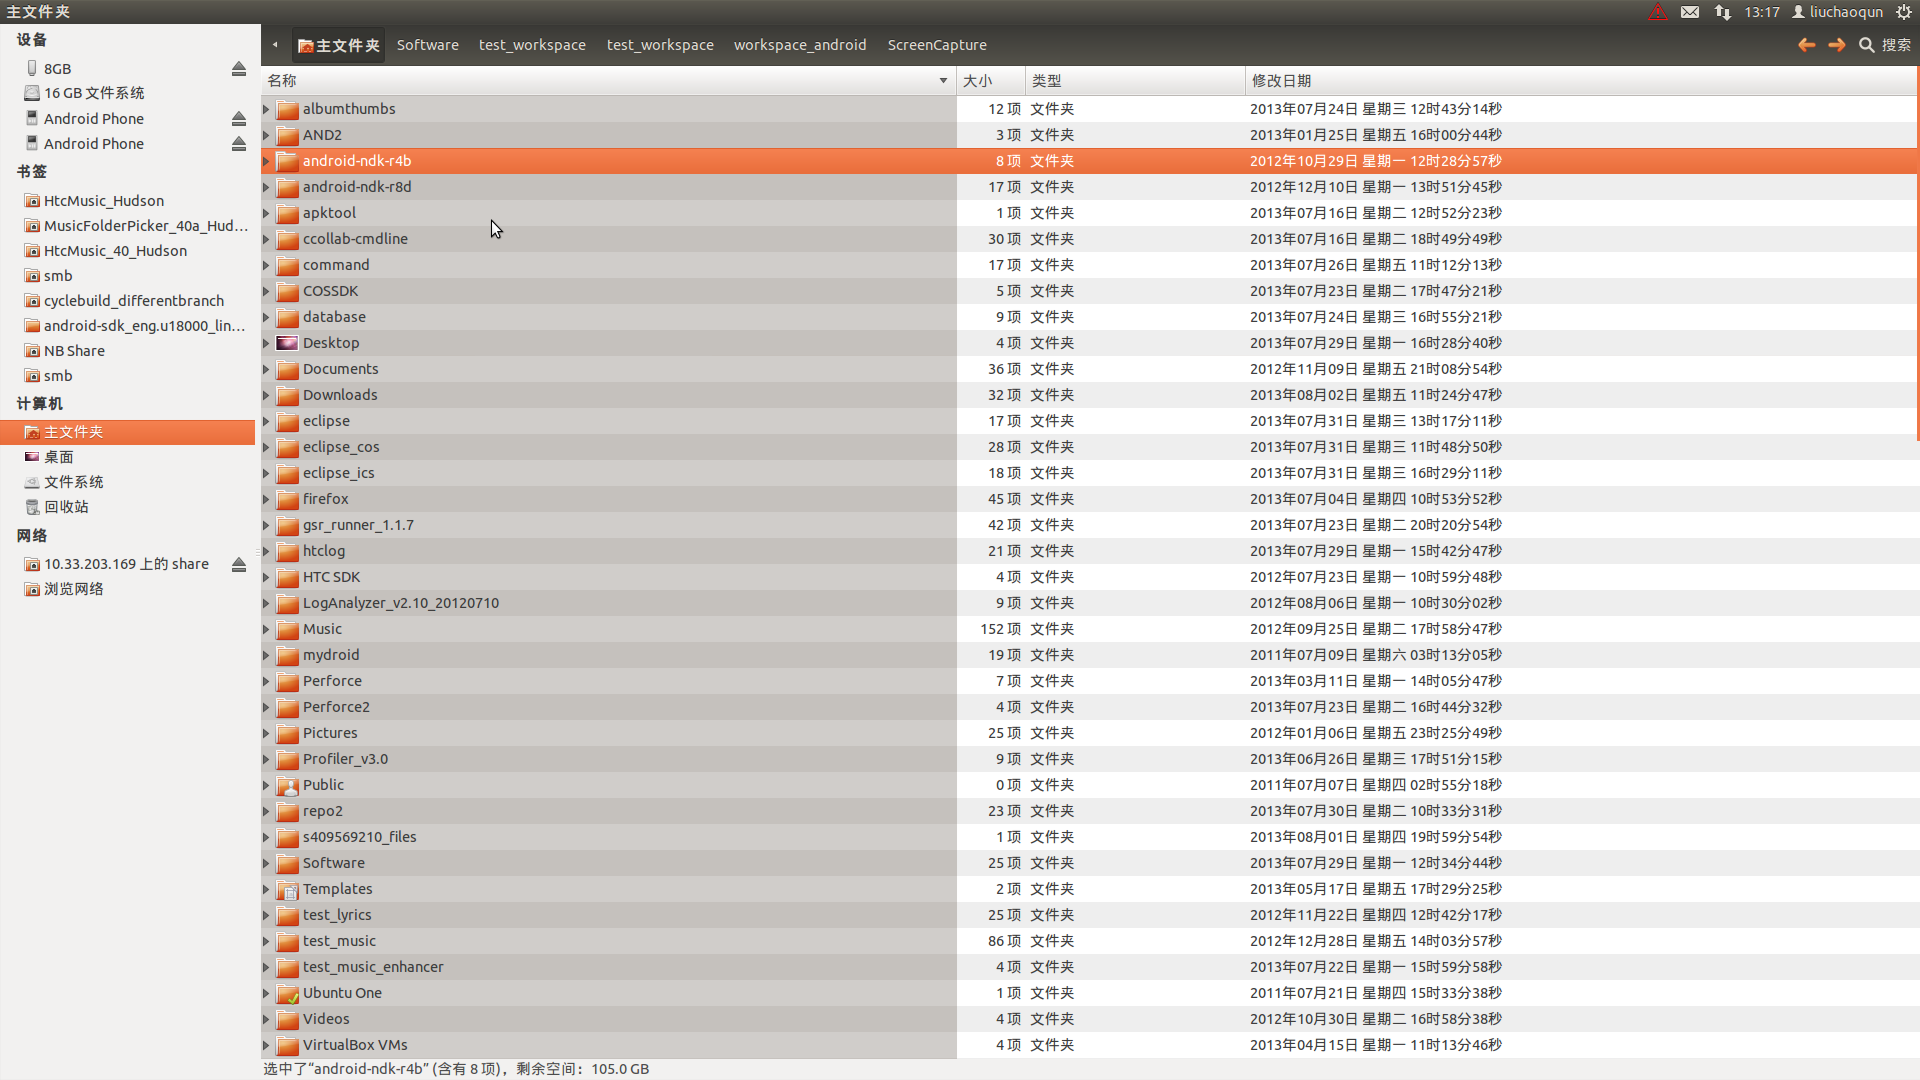 主文件夹
13:17
liuchaoqun
设备
8GB
16 GB 文件系统
Android Phone
Android Phone
书签
HtcMusic_Hudson
MusicFolderPicker_40a_Hud…
HtcMusic_40_Hudson
smb
cyclebuild_differentbranch
android-sdk_eng.u18000_lin…
NB Share
smb
计算机
主文件夹
桌面
文件系统
回收站
网络
10.33.203.169 上的 share
浏览网络
主文件夹 Software test_workspace test_workspace workspace_android ScreenCapture
搜索
名称 大小 类型 修改日期
albumthumbs 12 项 文件夹 2013年07月24日 星期三 12时43分14秒
AND2 3 项 文件夹 2013年01月25日 星期五 16时00分44秒
android-ndk-r4b 8 项 文件夹 2012年10月29日 星期一 12时28分57秒
android-ndk-r8d 17 项 文件夹 2012年12月10日 星期一 13时51分45秒
apktool 1 项 文件夹 2013年07月16日 星期二 12时52分23秒
ccollab-cmdline 30 项 文件夹 2013年07月16日 星期二 18时49分49秒
command 17 项 文件夹 2013年07月26日 星期五 11时12分13秒
COSSDK 5 项 文件夹 2013年07月23日 星期二 17时47分21秒
database 9 项 文件夹 2013年07月24日 星期三 16时55分21秒
Desktop 4 项 文件夹 2013年07月29日 星期一 16时28分40秒
Documents 36 项 文件夹 2012年11月09日 星期五 21时08分54秒
Downloads 32 项 文件夹 2013年08月02日 星期五 11时24分47秒
eclipse 17 项 文件夹 2013年07月31日 星期三 13时17分11秒
eclipse_cos 28 项 文件夹 2013年07月31日 星期三 11时48分50秒
eclipse_ics 18 项 文件夹 2013年07月31日 星期三 16时29分11秒
firefox 45 项 文件夹 2013年07月04日 星期四 10时53分52秒
gsr_runner_1.1.7 42 项 文件夹 2013年07月23日 星期二 20时20分54秒
htclog 21 项 文件夹 2013年07月29日 星期一 15时42分47秒
HTC SDK 4 项 文件夹 2012年07月23日 星期一 10时59分48秒
LogAnalyzer_v2.10_20120710 9 项 文件夹 2012年08月06日 星期一 10时30分02秒
Music 152 项 文件夹 2012年09月25日 星期二 17时58分47秒
mydroid 19 项 文件夹 2011年07月09日 星期六 03时13分05秒
Perforce 7 项 文件夹 2013年03月11日 星期一 14时05分47秒
Perforce2 4 项 文件夹 2013年07月23日 星期二 16时44分32秒
Pictures 25 项 文件夹 2012年01月06日 星期五 23时25分49秒
Profiler_v3.0 9 项 文件夹 2013年06月26日 星期三 17时51分15秒
Public 0 项 文件夹 2011年07月07日 星期四 02时55分18秒
repo2 23 项 文件夹 2013年07月30日 星期二 10时33分31秒
s409569210_files 1 项 文件夹 2013年08月01日 星期四 19时59分54秒
Software 25 项 文件夹 2013年07月29日 星期一 12时34分44秒
Templates 2 项 文件夹 2013年05月17日 星期五 17时29分25秒
test_lyrics 25 项 文件夹 2012年11月22日 星期四 12时42分17秒
test_music 86 项 文件夹 2012年12月28日 星期五 14时03分57秒
test_music_enhancer 4 项 文件夹 2013年07月22日 星期一 15时59分58秒
Ubuntu One 1 项 文件夹 2011年07月21日 星期四 15时33分38秒
Videos 4 项 文件夹 2012年10月30日 星期二 16时58分38秒
VirtualBox VMs 4 项 文件夹 2013年04月15日 星期一 11时13分46秒
选中了“android-ndk-r4b” (含有 8 项)，剩余空间：105.0 GB